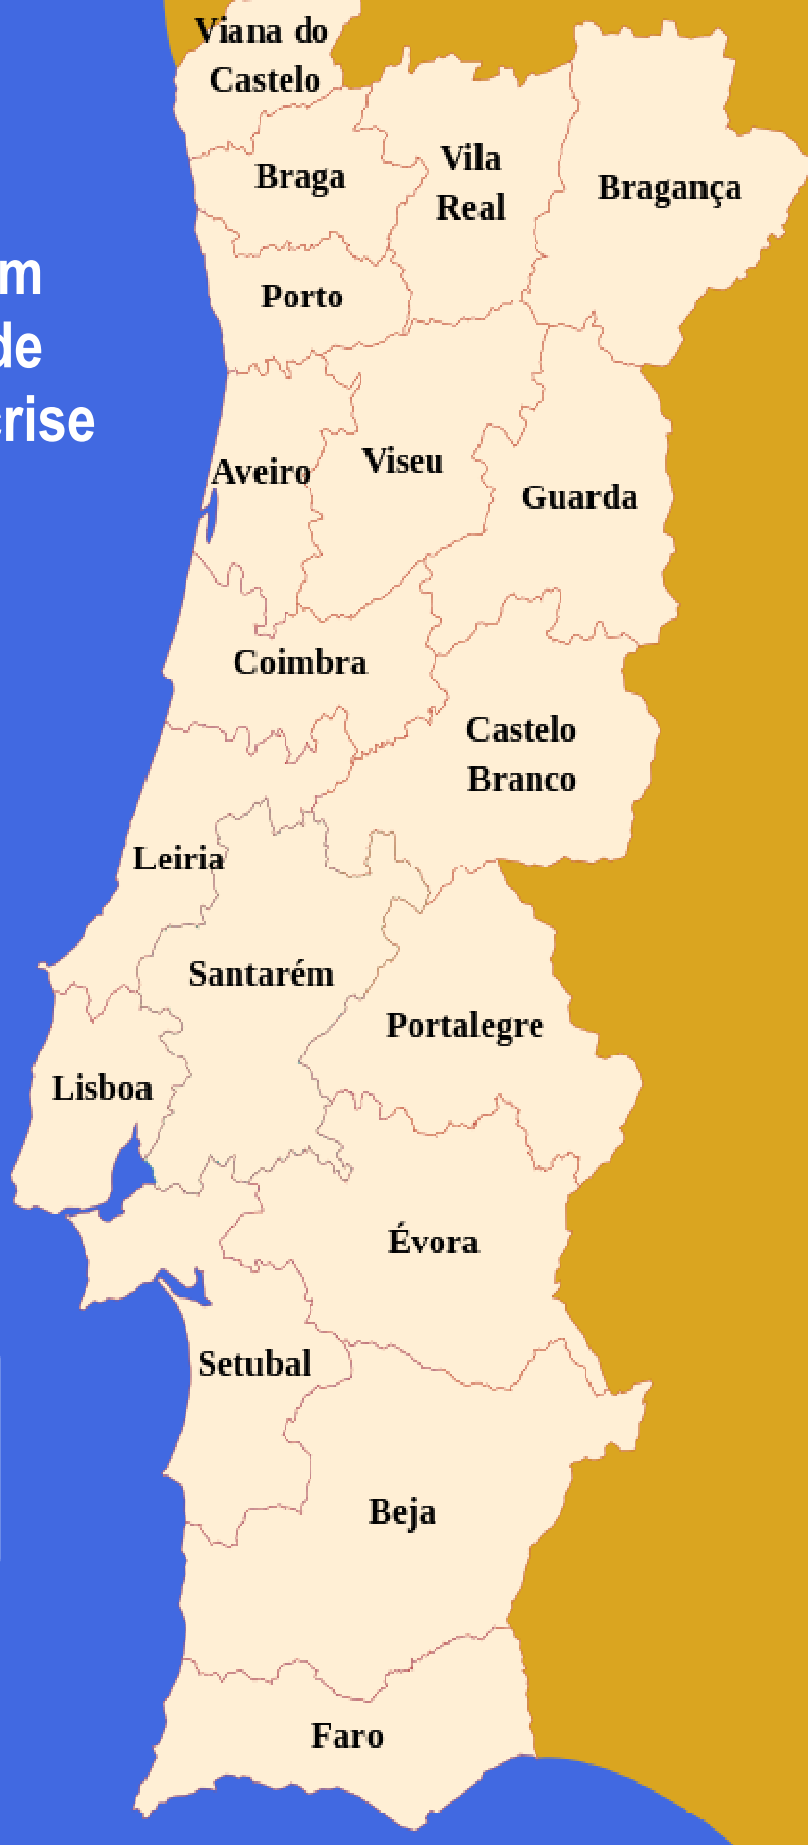 Viana do
Castelo
Braga
Vila
Real
Bragança
Porto
Aveiro
Viseu
Guarda
Coimbra
Castelo
Branco
Leiria
Santarém
Portalegre
Lisboa
Évora
Setubal
Beja
Faro